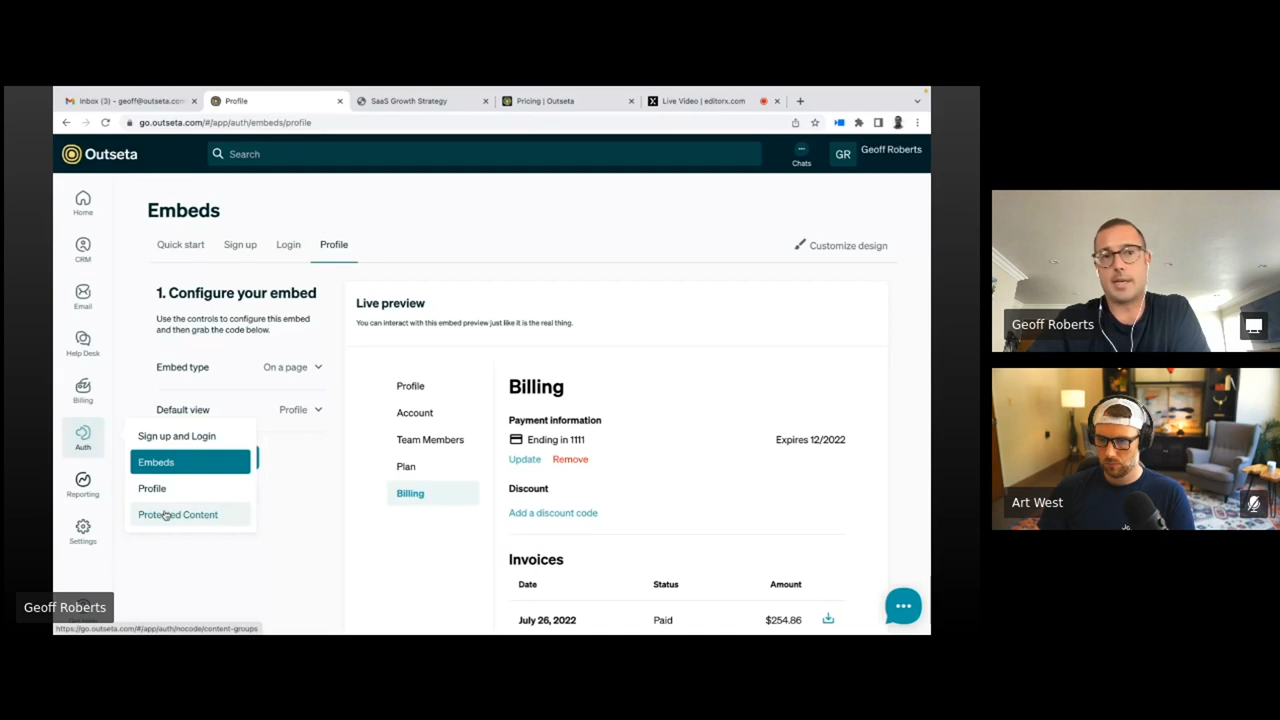 Inbox (3) - geoff@outseta.com
Profile
SaaS Growth Strategy
Pricing | Outseta
Live Video | editorx.com
go.outseta.com/#/app/auth/embeds/profile
Outseta
Search
Chats
GR
Geoff Roberts
Home
CRM
Email
Help Desk
Billing
Auth
Reporting
Settings
Embeds
Quick start
Sign up
Login
Profile
Customize design
1. Configure your embed
Use the controls to configure this embed
and then grab the code below.
Embed type
On a page
Default view
Profile
Sign up and Login
Embeds
Profile
Protected Content
Live preview
You can interact with this embed preview just like it is the real thing.
Profile
Account
Team Members
Plan
Billing
Billing
Payment information
Ending in 1111
Expires 12/2022
Update
Remove
Discount
Add a discount code
Invoices
Date
Status
Amount
July 26, 2022
Paid
$254.86
Geoff Roberts
https://go.outseta.com/#/app/auth/nocode/content-groups
Geoff Roberts
Art West